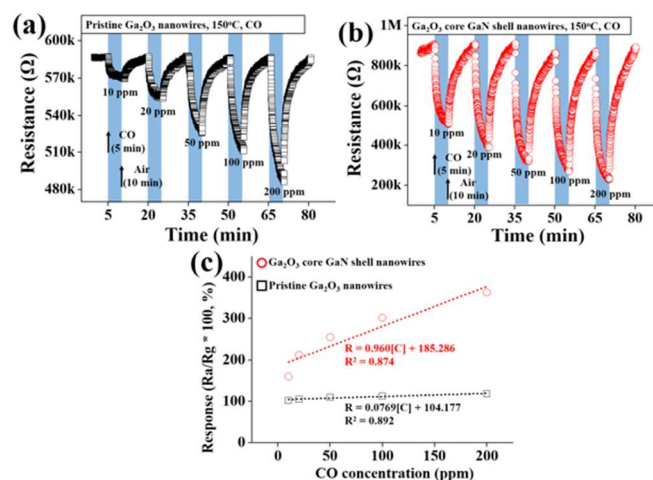 (a)
Pristine Ga₂O₃ nanowires, 150°C, CO
600k
570k
540k
510k
480k
Resistance (Ω)
10 ppm
20 ppm
50 ppm
100 ppm
200 ppm
CO
(5 min)
Air
(10 min)
5 20 35 50 65 80
Time (min)
(b)
Ga₂O₃ core GaN shell nanowires, 150°C, CO
1M
800k
600k
400k
200k
Resistance (Ω)
10 ppm
20 ppm
50 ppm
100 ppm
200 ppm
CO
(5 min)
Air
(10 min)
5 20 35 50 65 80
Time (min)
(c)
Ga₂O₃ core GaN shell nanowires
Pristine Ga₂O₃ nanowires
400
300
200
100
0
Response (Ra/Rg * 100, %)
R = 0.960[C] + 185.286
R² = 0.874
R = 0.0769[C] + 104.177
R² = 0.892
0 50 100 150 200
CO concentration (ppm)